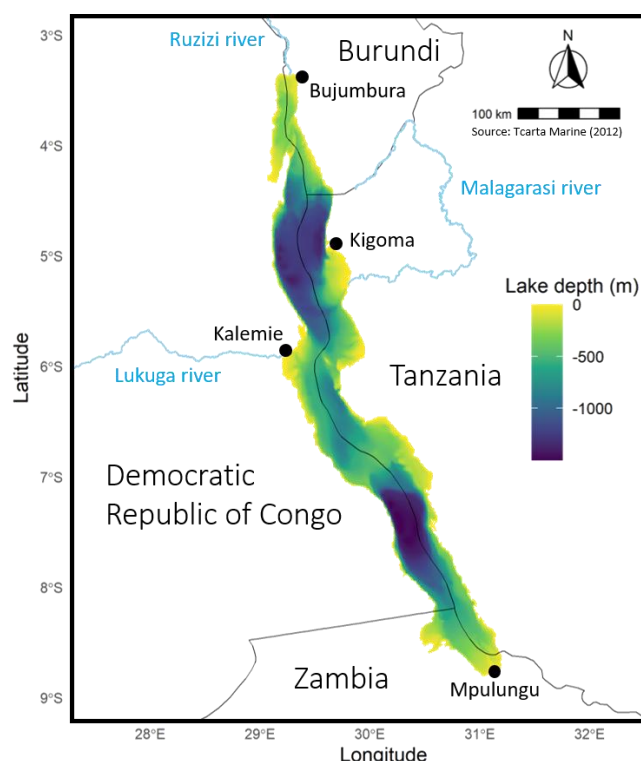 3°S
Ruzizi river
Burundi
N
Bujumbura
100 km
Source: Tcarta Marine (2012)
4°S
Malagarasi river
5°S
Kigoma
Lake depth (m)
0
-500
-1000
Kalemie
6°S
Lukuga river
Tanzania
Latitude
7°S
Democratic
Republic of Congo
8°S
Zambia
Mpulungu
9°S
28°E
29°E
30°E
31°E
32°E
Longitude